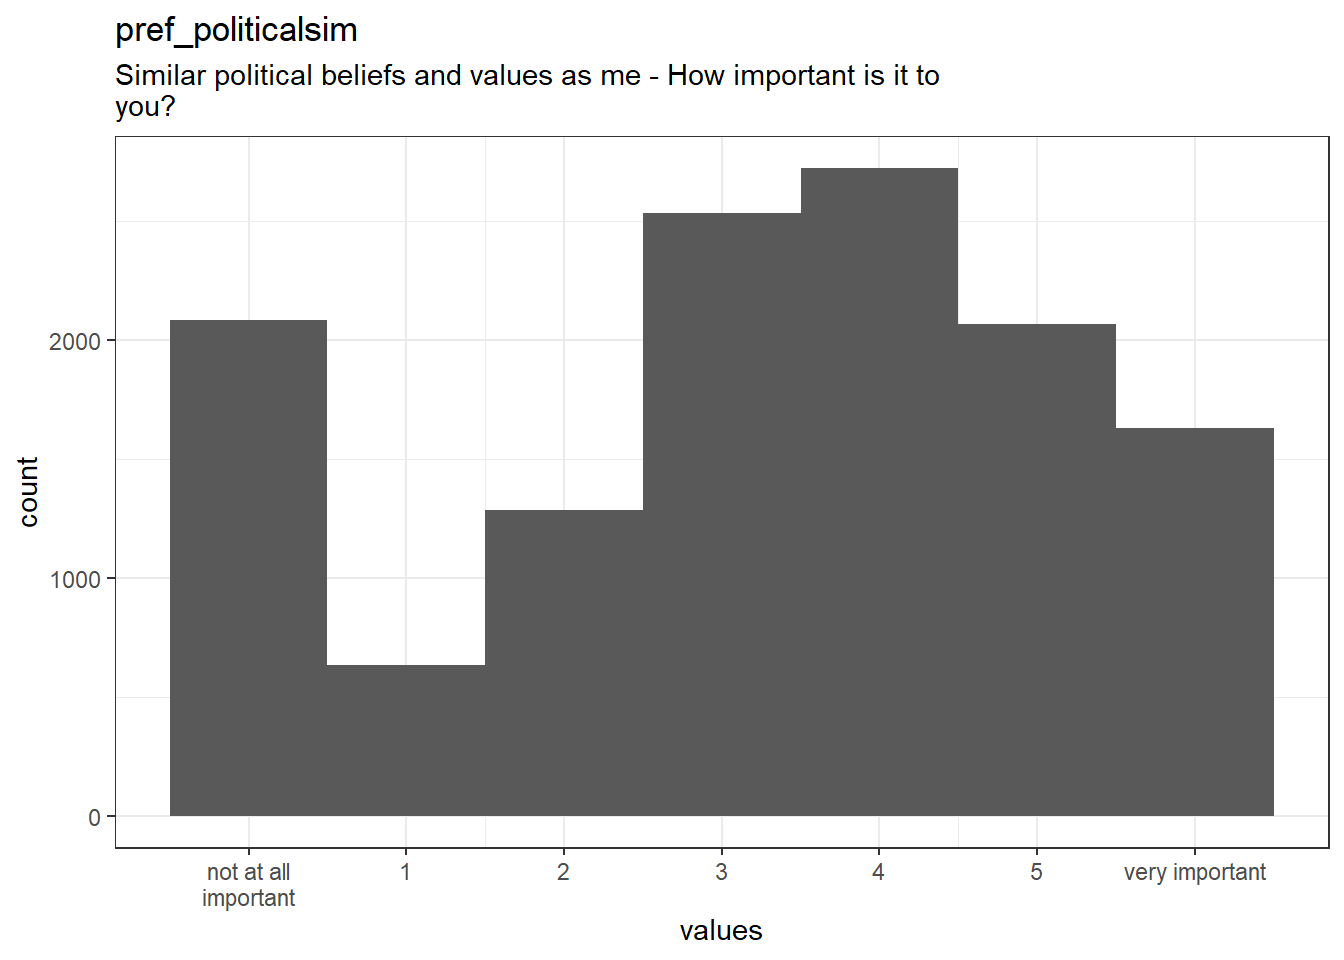 pref_politicalsim
Similar political beliefs and values as me - How important is it to
you?
count
2000
1000
0
not at all
important
1
2
3
4
5
very important
values